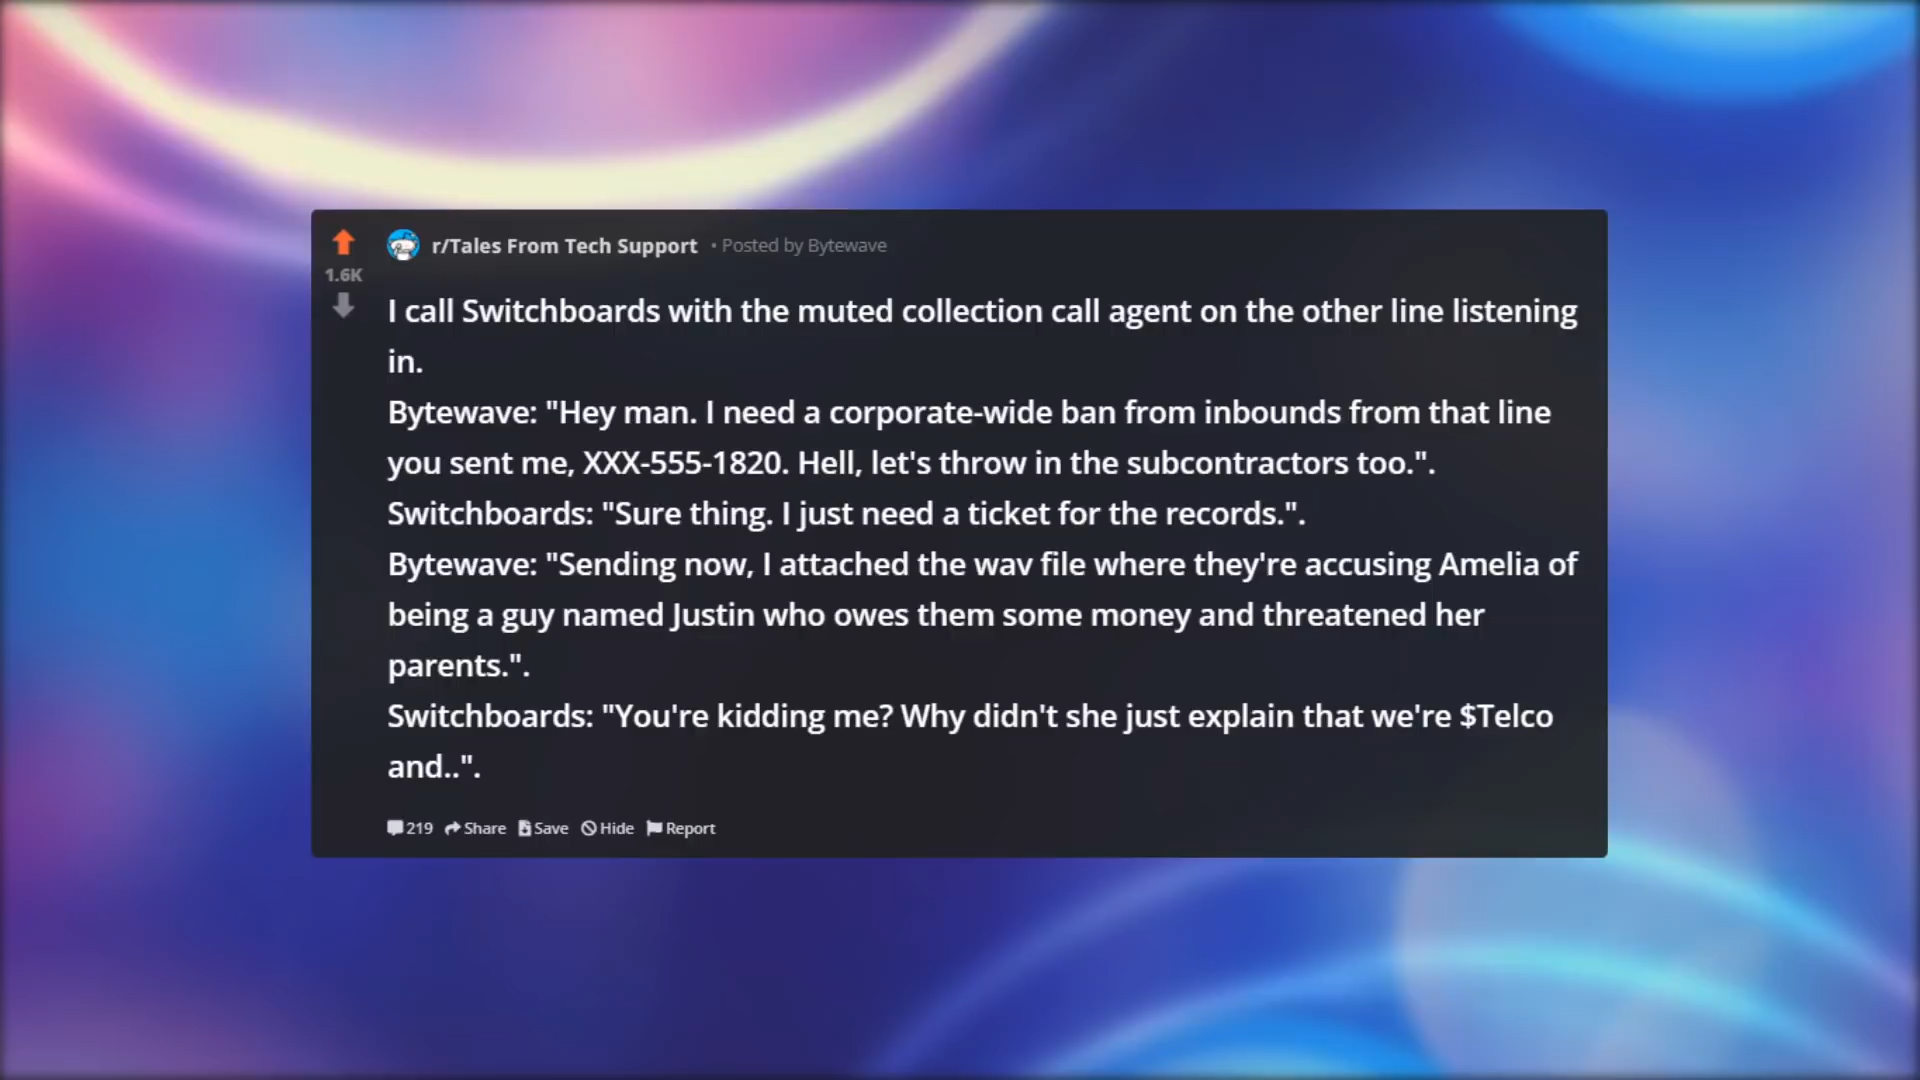 r/Tales From Tech Support • Posted by Bytewave
1.6K
I call Switchboards with the muted collection call agent on the other line listening
in.
Bytewave: "Hey man. I need a corporate-wide ban from inbounds from that line
you sent me, XXX-555-1820. Hell, let's throw in the subcontractors too.".
Switchboards: "Sure thing. I just need a ticket for the records.".
Bytewave: "Sending now, I attached the wav file where they're accusing Amelia of
being a guy named Justin who owes them some money and threatened her
parents.".
Switchboards: "You're kidding me? Why didn't she just explain that we're $Telco
and..".
219 Share Save Hide Report